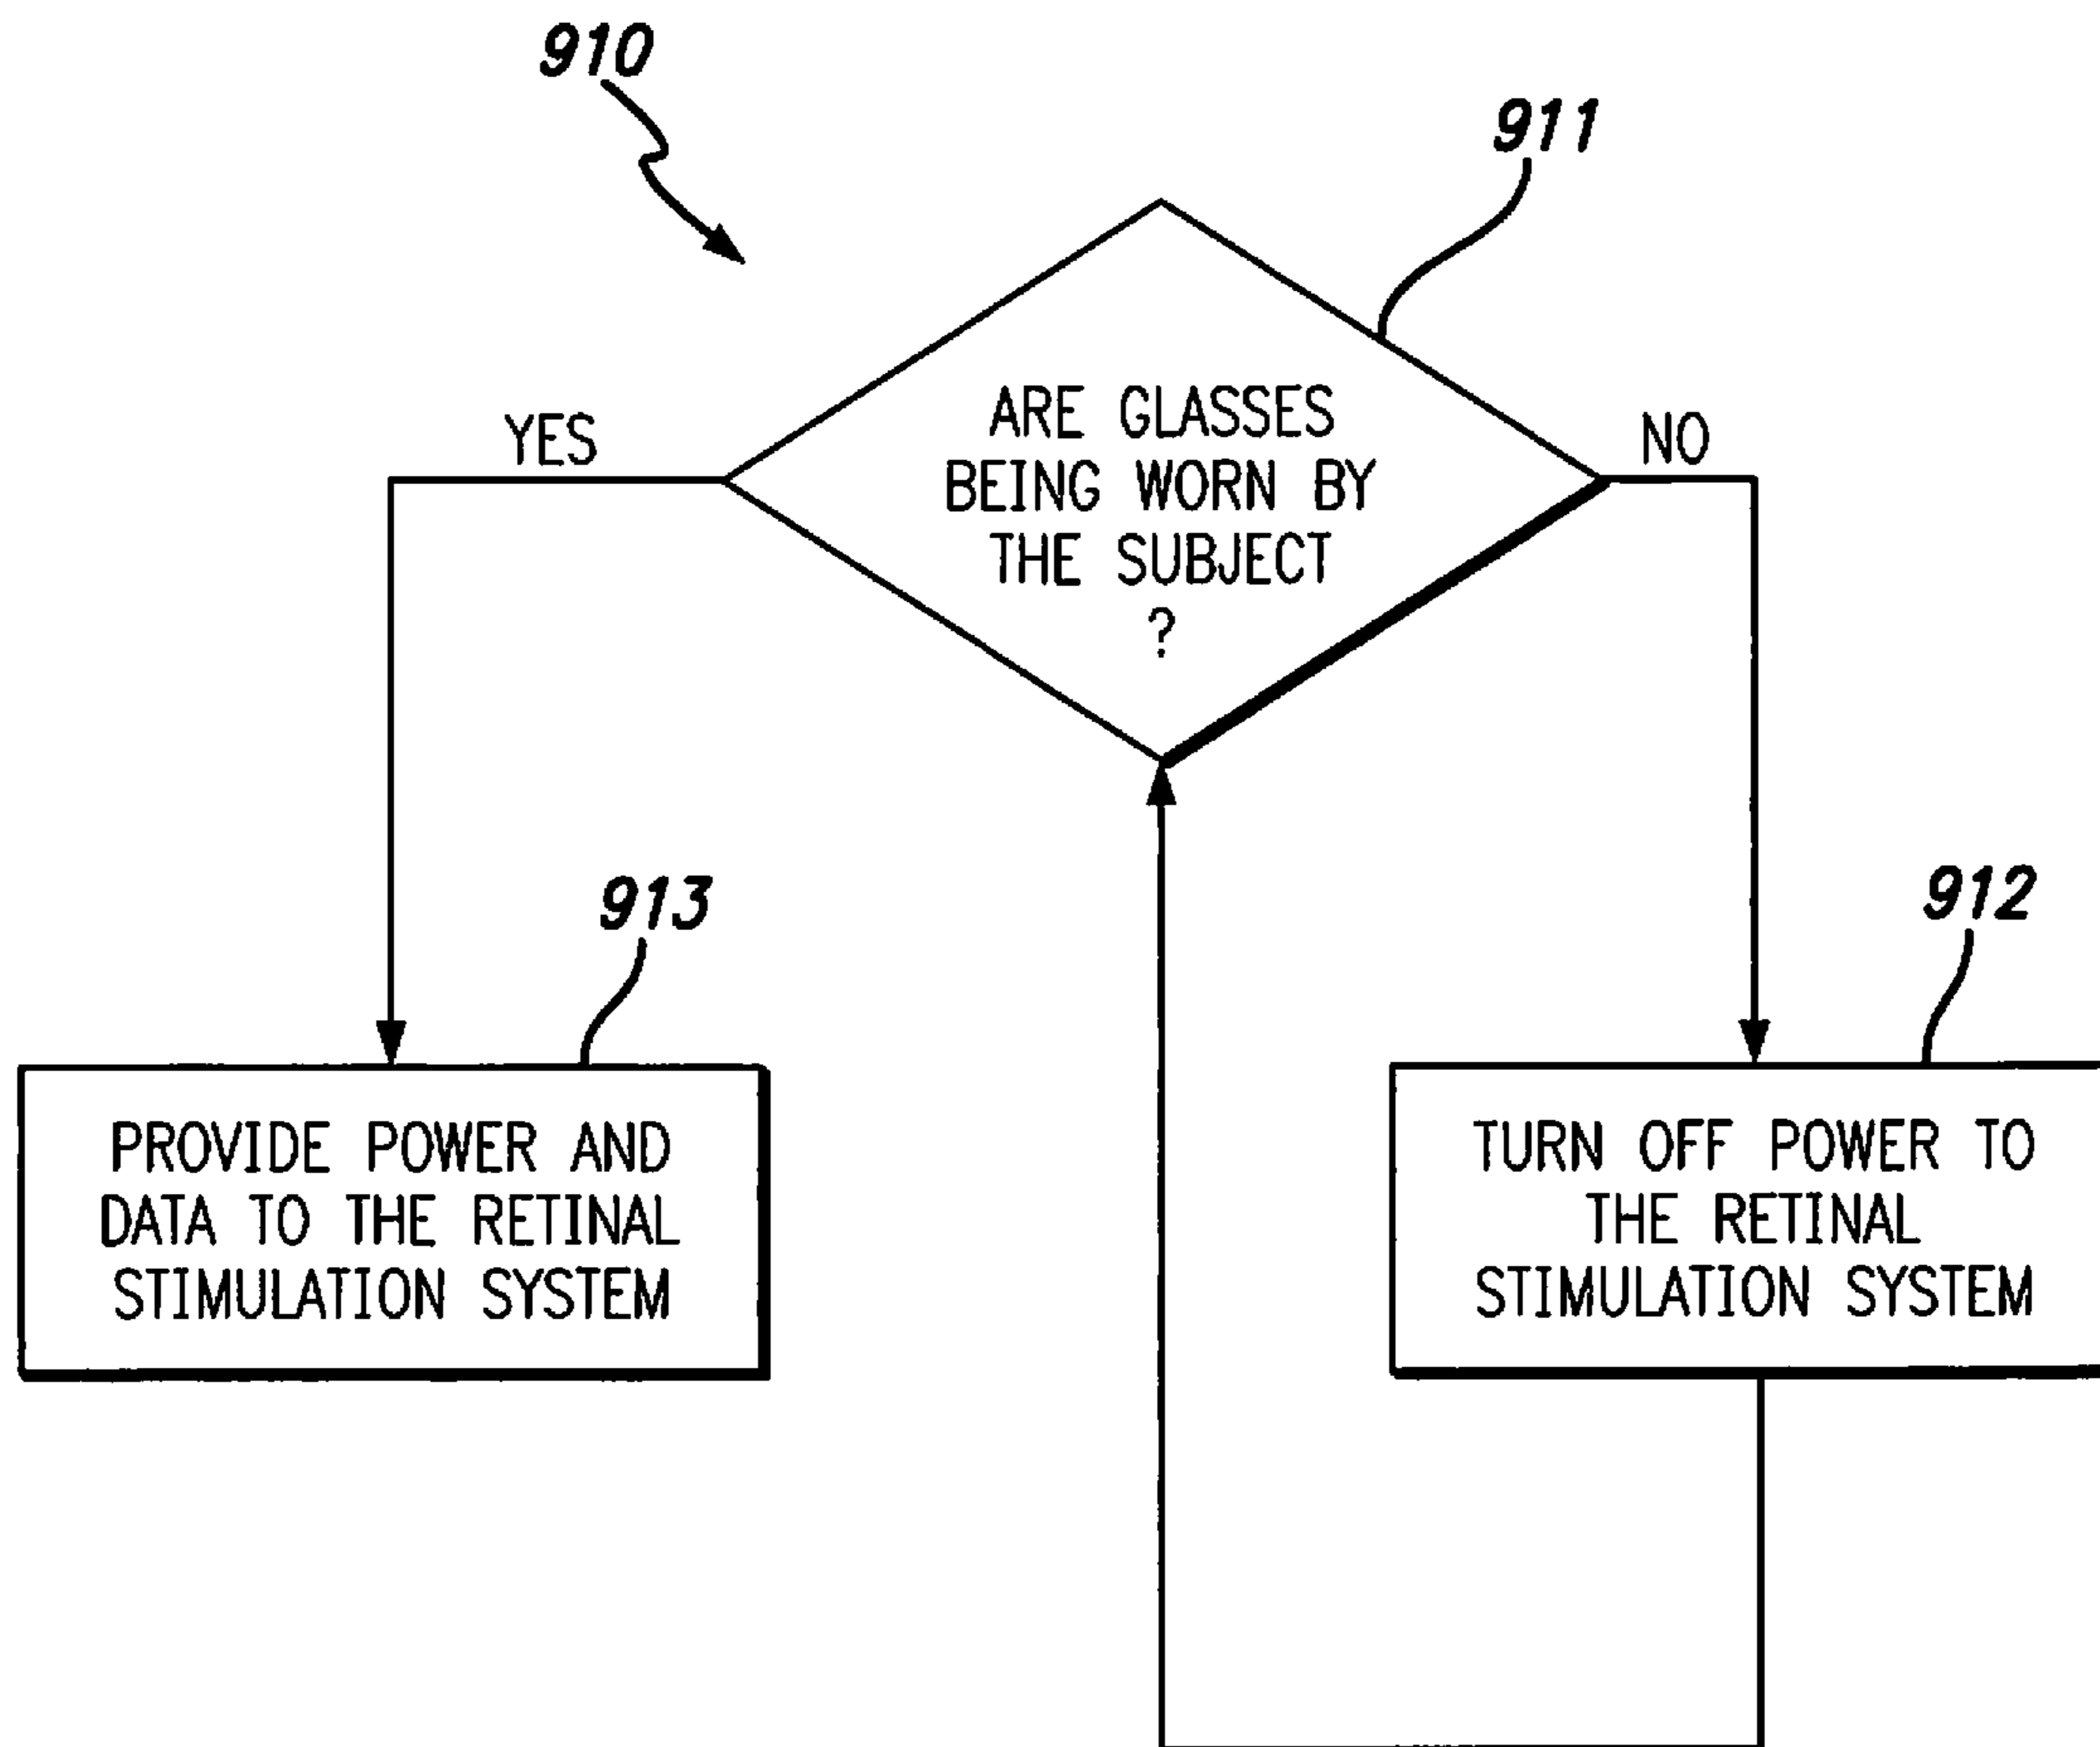 910
911
ARE GLASSES
BEING WORN BY
THE SUBJECT
?
YES
NO
913
912
PROVIDE POWER AND
DATA TO THE RETINAL
STIMULATION SYSTEM
TURN OFF POWER TO
THE RETINAL
STIMULATION SYSTEM